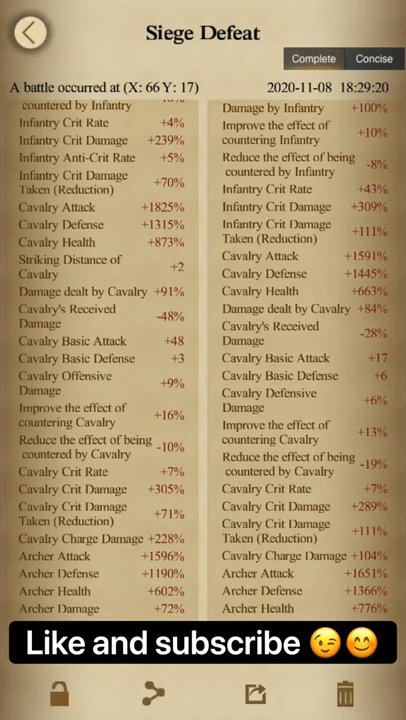 Siege Defeat
Complete Concise
A battle occurred at (X: 66 Y: 17) 2020-11-08 18:29:20
countered by Infantry
Infantry Crit Rate +4%
Infantry Crit Damage +239%
Infantry Anti-Crit Rate +5%
Infantry Crit Damage
Taken (Reduction) +70%
Cavalry Attack +1825%
Cavalry Defense +1315%
Cavalry Health +873%
Striking Distance of
Cavalry +2
Damage dealt by Cavalry +91%
Cavalry's Received
Damage -48%
Cavalry Basic Attack +48
Cavalry Basic Defense +3
Cavalry Offensive
Damage +9%
Improve the effect of
countering Cavalry +16%
Reduce the effect of being
countered by Cavalry -10%
Cavalry Crit Rate +7%
Cavalry Crit Damage +305%
Cavalry Crit Damage
Taken (Reduction) +71%
Cavalry Charge Damage +228%
Archer Attack +1596%
Archer Defense +1190%
Archer Health +602%
Archer Damage +72%
Damage by Infantry +100%
Improve the effect of
countering Infantry +10%
Reduce the effect of being
countered by Infantry -8%
Infantry Crit Rate +43%
Infantry Crit Damage +309%
Infantry Crit Damage
Taken (Reduction) +111%
Cavalry Attack +1591%
Cavalry Defense +1445%
Cavalry Health +663%
Damage dealt by Cavalry +84%
Cavalry's Received
Damage -28%
Cavalry Basic Attack +17
Cavalry Basic Defense +6
Cavalry Defensive
Damage +6%
Improve the effect of
countering Cavalry +13%
Reduce the effect of being
countered by Cavalry -19%
Cavalry Crit Rate +7%
Cavalry Crit Damage +289%
Cavalry Crit Damage
Taken (Reduction) +111%
Cavalry Charge Damage +104%
Archer Attack +1651%
Archer Defense +1366%
Archer Health +776%
Like and subscribe 😉😊